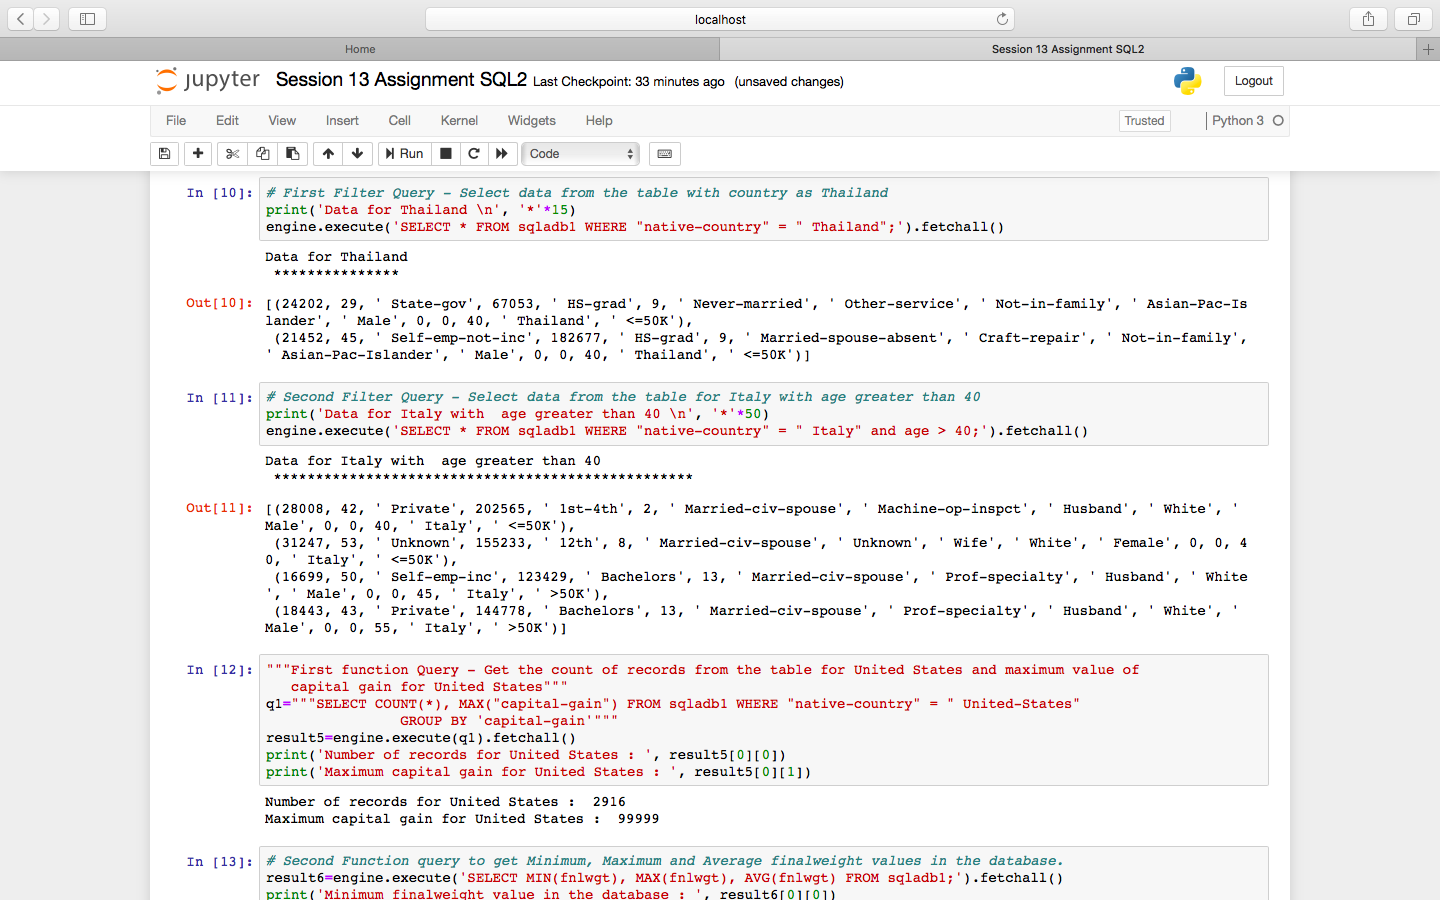 localhost
Home
Session 13 Assignment SQL2
jupyter Session 13 Assignment SQL2 Last Checkpoint: 33 minutes ago (unsaved changes)
Logout
File Edit View Insert Cell Kernel Widgets Help
Trusted
Python 3
Run
Code
In [10]: # First Filter Query - Select data from the table with country as Thailand
print('Data for Thailand \n', '*'*15)
engine.execute('SELECT * FROM sqladb1 WHERE "native-country" = " Thailand";').fetchall()
Data for Thailand
***************
Out[10]: [(24202, 29, ' State-gov', 67053, ' HS-grad', 9, ' Never-married', ' Other-service', ' Not-in-family', ' Asian-Pac-Is
lander', ' Male', 0, 0, 40, ' Thailand', ' <=50K'),
(21452, 45, ' Self-emp-not-inc', 182677, ' HS-grad', 9, ' Married-spouse-absent', ' Craft-repair', ' Not-in-family',
' Asian-Pac-Islander', ' Male', 0, 0, 40, ' Thailand', ' <=50K')]
In [11]: # Second Filter Query - Select data from the table for Italy with age greater than 40
print('Data for Italy with  age greater than 40 \n', '*'*50)
engine.execute('SELECT * FROM sqladb1 WHERE "native-country" = " Italy" and age > 40;').fetchall()
Data for Italy with  age greater than 40
**************************************************
Out[11]: [(28008, 42, ' Private', 202565, ' 1st-4th', 2, ' Married-civ-spouse', ' Machine-op-inspct', ' Husband', ' White', '
Male', 0, 0, 40, ' Italy', ' <=50K'),
(31247, 53, ' Unknown', 155233, ' 12th', 8, ' Married-civ-spouse', ' Unknown', ' Wife', ' White', ' Female', 0, 0, 4
0, ' Italy', ' <=50K'),
(16699, 50, ' Self-emp-inc', 123429, ' Bachelors', 13, ' Married-civ-spouse', ' Prof-specialty', ' Husband', ' White
', ' Male', 0, 0, 45, ' Italy', ' >50K'),
(18443, 43, ' Private', 144778, ' Bachelors', 13, ' Married-civ-spouse', ' Prof-specialty', ' Husband', ' White', '
Male', 0, 0, 55, ' Italy', ' >50K')]
In [12]: """First function Query - Get the count of records from the table for United States and maximum value of
capital gain for United States"""
q1="""SELECT COUNT(*), MAX("capital-gain") FROM sqladb1 WHERE "native-country" = " United-States"
GROUP BY 'capital-gain'"""
result5=engine.execute(q1).fetchall()
print('Number of records for United States : ', result5[0][0])
print('Maximum capital gain for United States : ', result5[0][1])
Number of records for United States :  2916
Maximum capital gain for United States :  99999
In [13]: # Second Function query to get Minimum, Maximum and Average finalweight values in the database.
result6=engine.execute('SELECT MIN(fnlwgt), MAX(fnlwgt), AVG(fnlwgt) FROM sqladb1;').fetchall()
print('Minimum finalweight value in the database : ', result6[0][0])